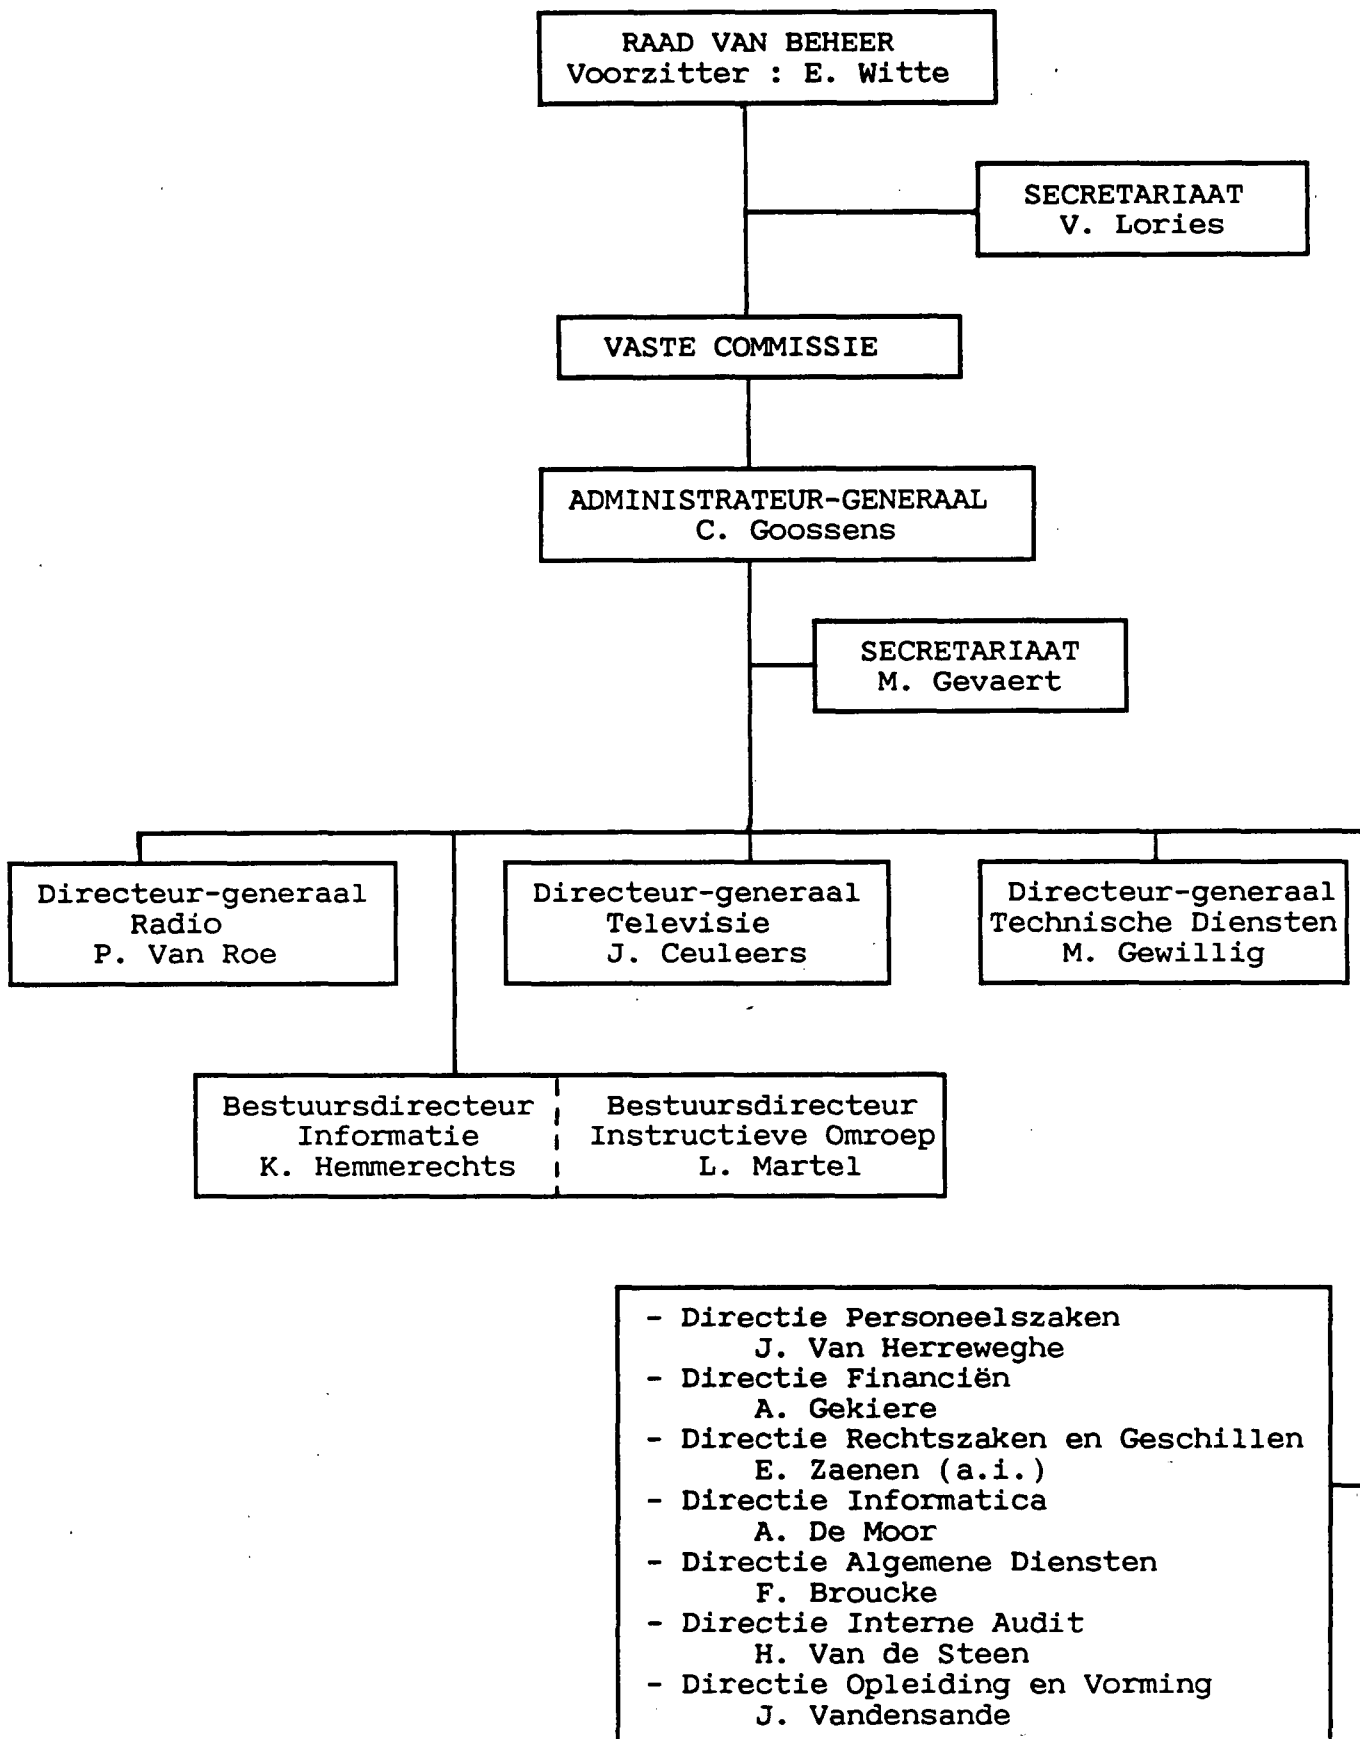 RAAD VAN BEHEER
Voorzitter : E. Witte
SECRETARIAAT
V. Lories
VASTE COMMISSIE
ADMINISTRATEUR-GENERAAL
C. Goossens
SECRETARIAAT
M. Gevaert
Directeur-generaal
Radio
P. Van Roe
Directeur-generaal
Televisie
J. Ceuleers
Directeur-generaal
Technische Diensten
M. Gewillig
Bestuursdirecteur
Informatie
K. Hemmerechts
Bestuursdirecteur
Instructieve Omroep
L. Martel
- Directie Personeelszaken
J. Van Herreweghe
- Directie Financiën
A. Gekiere
- Directie Rechtszaken en Geschillen
E. Zaenen (a.i.)
- Directie Informatica
A. De Moor
- Directie Algemene Diensten
F. Broucke
- Directie Interne Audit
H. Van de Steen
- Directie Opleiding en Vorming
J. Vandensande